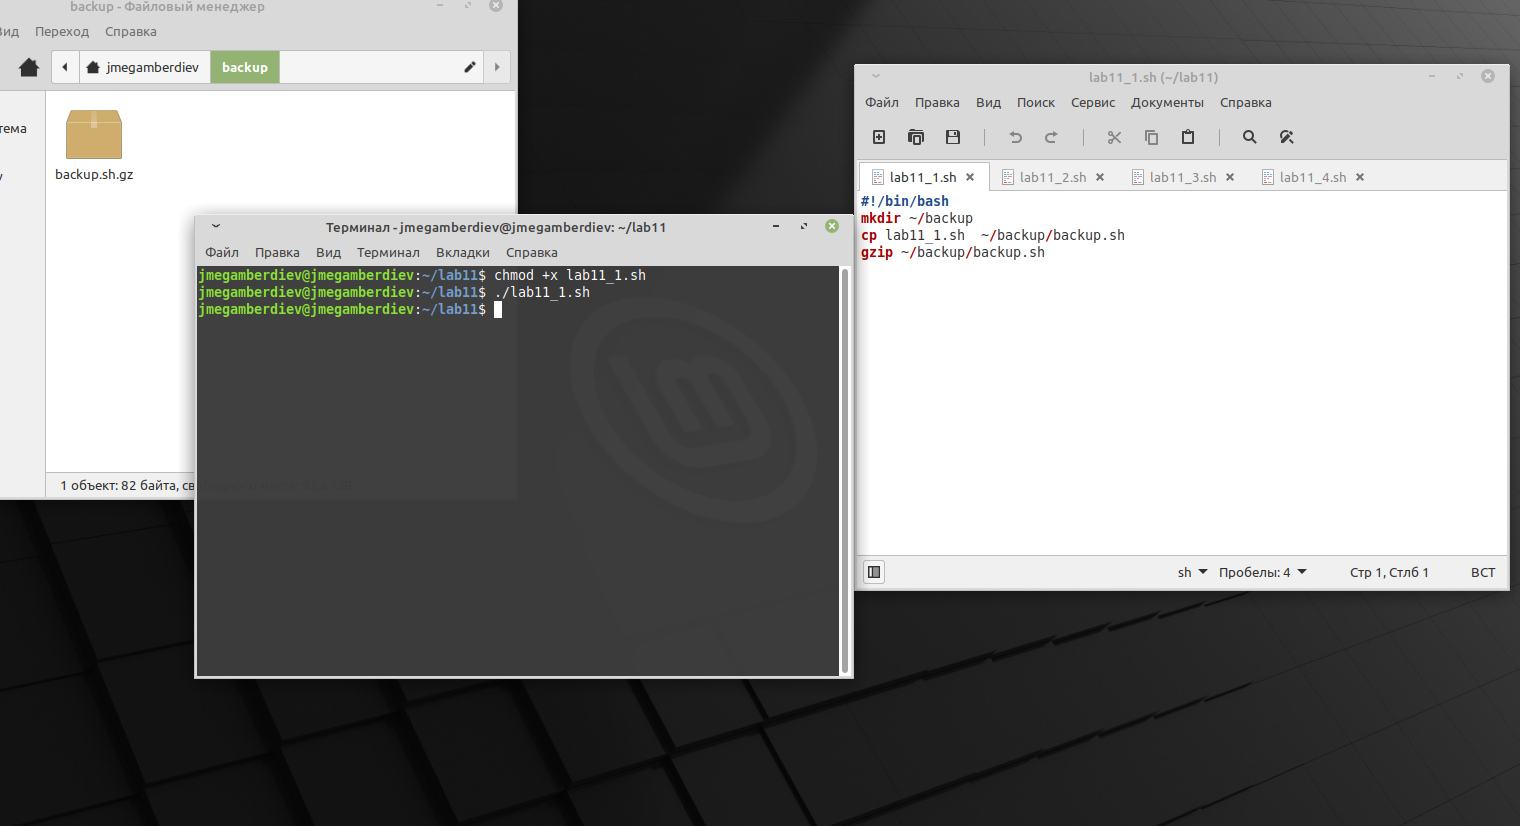 backup - Файловый менеджер
Вид Переход Справка
jmegamberdiev backup
backup.sh.gz
1 объект: 82 байта,
Терминал - jmegamberdiev@jmegamberdiev: ~/lab11
Файл Правка Вид Терминал Вкладки Справка
jmegamberdiev@jmegamberdiev:~/lab11$ chmod +x lab11_1.sh
jmegamberdiev@jmegamberdiev:~/lab11$ ./lab11_1.sh
jmegamberdiev@jmegamberdiev:~/lab11$
lab11_1.sh (~/lab11)
Файл Правка Вид Поиск Сервис Документы Справка
lab11_1.sh lab11_2.sh lab11_3.sh lab11_4.sh
#!/bin/bash
mkdir ~/backup
cp lab11_1.sh  ~/backup/backup.sh
gzip ~/backup/backup.sh
sh Пробелы: 4 Стр 1, Стлб 1 ВСТ